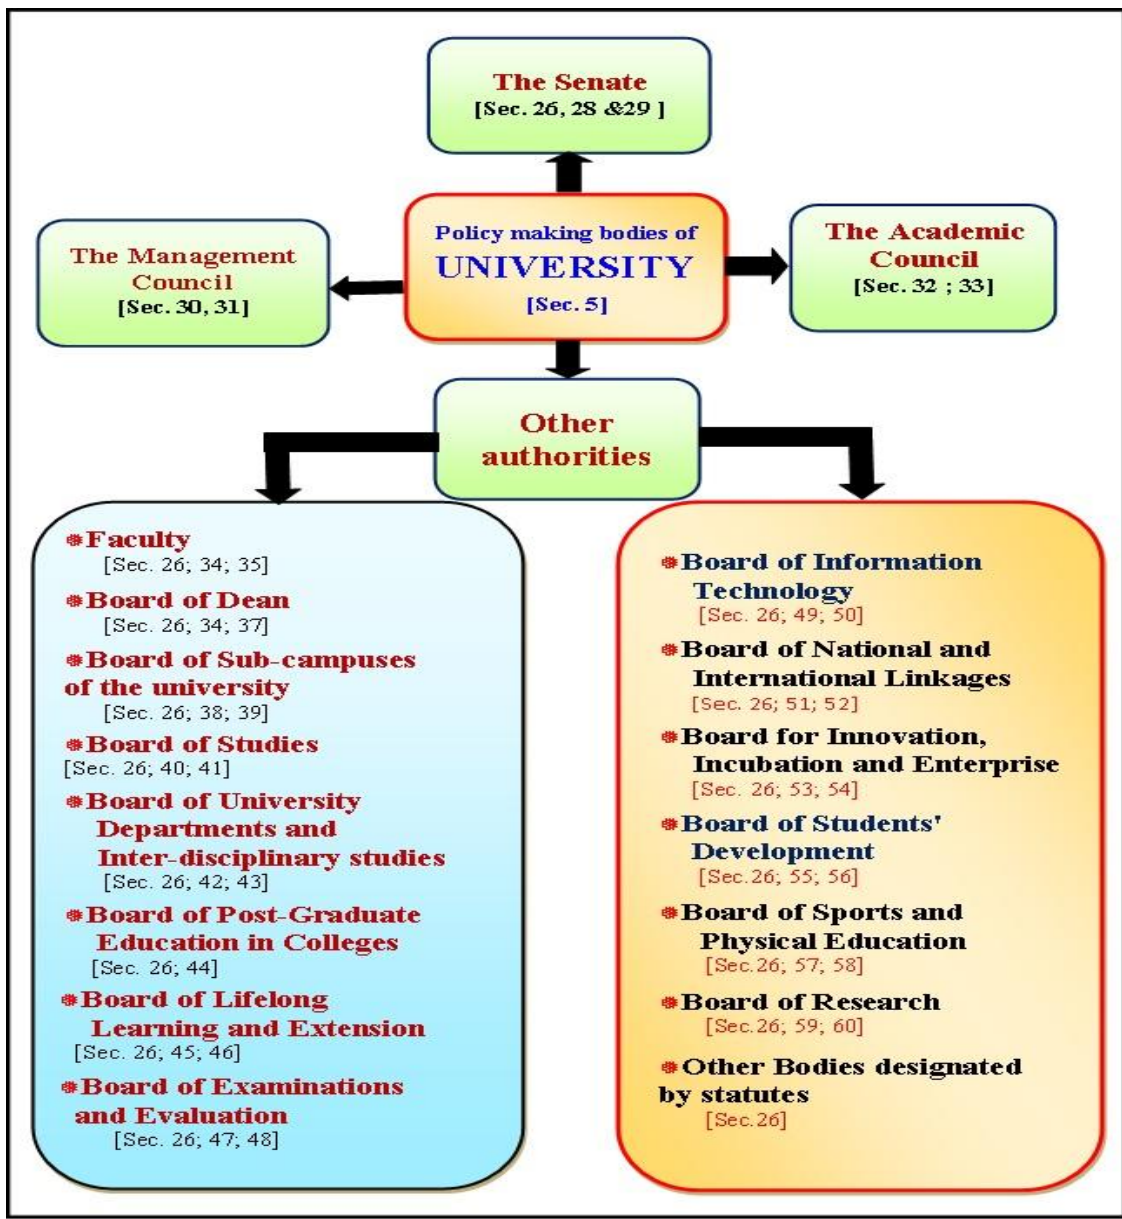 The Senate
[Sec. 26, 28 &29 ]
Policy making bodies of
UNIVERSITY
[Sec. 5]
The Management
Council
[Sec. 30, 31]
The Academic
Council
[Sec. 32 ; 33]
Other
authorities
Faculty
[Sec. 26; 34; 35]
Board of Dean
[Sec. 26; 34; 37]
Board of Sub-campuses
of the university
[Sec. 26; 38; 39]
Board of Studies
[Sec. 26; 40; 41]
Board of University
Departments and
Inter-disciplinary studies
[Sec. 26; 42; 43]
Board of Post-Graduate
Education in Colleges
[Sec. 26; 44]
Board of Lifelong
Learning and Extension
[Sec. 26; 45; 46]
Board of Examinations
and Evaluation
[Sec. 26; 47; 48]
Board of Information
Technology
[Sec. 26; 49; 50]
Board of National and
International Linkages
[Sec. 26; 51; 52]
Board for Innovation,
Incubation and Enterprise
[Sec. 26; 53; 54]
Board of Students'
Development
[Sec.26; 55; 56]
Board of Sports and
Physical Education
[Sec.26; 57; 58]
Board of Research
[Sec.26; 59; 60]
Other Bodies designated
by statutes
[Sec.26]